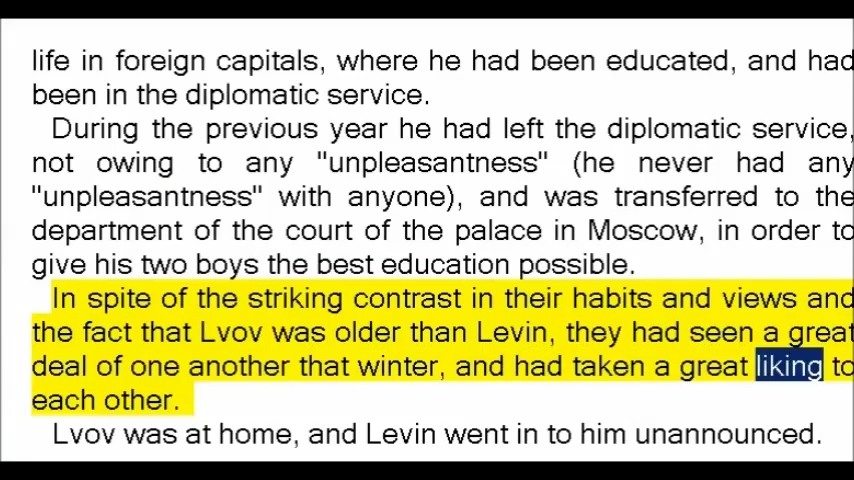 life in foreign capitals, where he had been educated, and had
been in the diplomatic service.
During the previous year he had left the diplomatic service,
not owing to any "unpleasantness" (he never had any
"unpleasantness" with anyone), and was transferred to the
department of the court of the palace in Moscow, in order to
give his two boys the best education possible.
In spite of the striking contrast in their habits and views and
the fact that Lvov was older than Levin, they had seen a great
deal of one another that winter, and had taken a great liking to
each other.
Lvov was at home, and Levin went in to him unannounced.